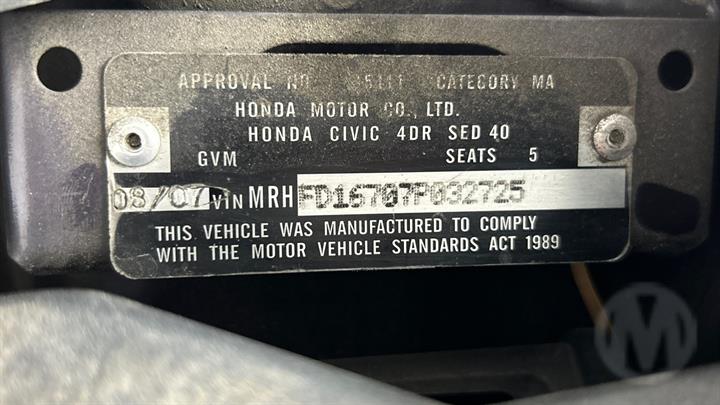 APPROVAL NO 5111 CATEGORY MA
HONDA MOTOR CO., LTD.
HONDA CIVIC 4DR SED 40
GVM SEATS 5
08/07 VIN MRHFD16707P032725
THIS VEHICLE WAS MANUFACTURED TO COMPLY
WITH THE MOTOR VEHICLE STANDARDS ACT 1989
M